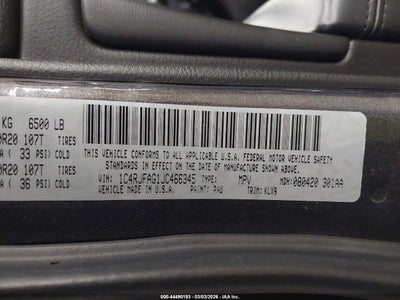 KG 6500 LB
0R20 107T TIRES
A ( 33 PSI) COLD
0R20 107T TIRES
A ( 36 PSI) COLD
THIS VEHICLE CONFORMS TO ALL APPLICABLE U.S.A. FEDERAL MOTOR VEHICLE SAFETY
STANDARDS IN EFFECT ON THE DATE OF MANUFACTURE SHOWN ABOVE.
VIN: 1C4RJFAG1JC466345 TYPE: MPV MDH: 080420 301AA
VEHICLE MADE IN U.S.A. PAINT: PAU TRIM: KLX9
000-44490193 - 03/03/2026 - IAA Inc.